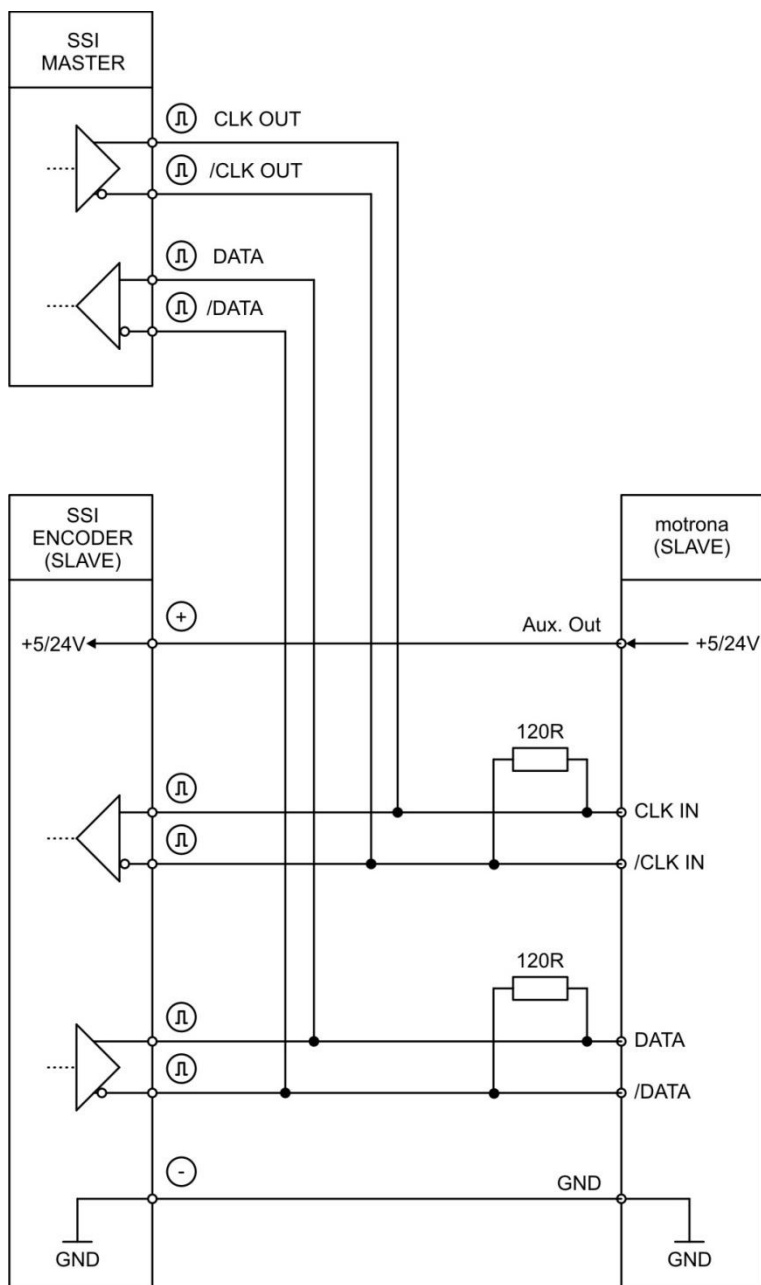 SSI
MASTER
CLK OUT
/CLK OUT
DATA
/DATA
SSI
ENCODER
(SLAVE)
motrona
(SLAVE)
+
Aux. Out
+5/24V
+5/24V
120R
CLK IN
/CLK IN
120R
DATA
/DATA
-
GND
GND
GND